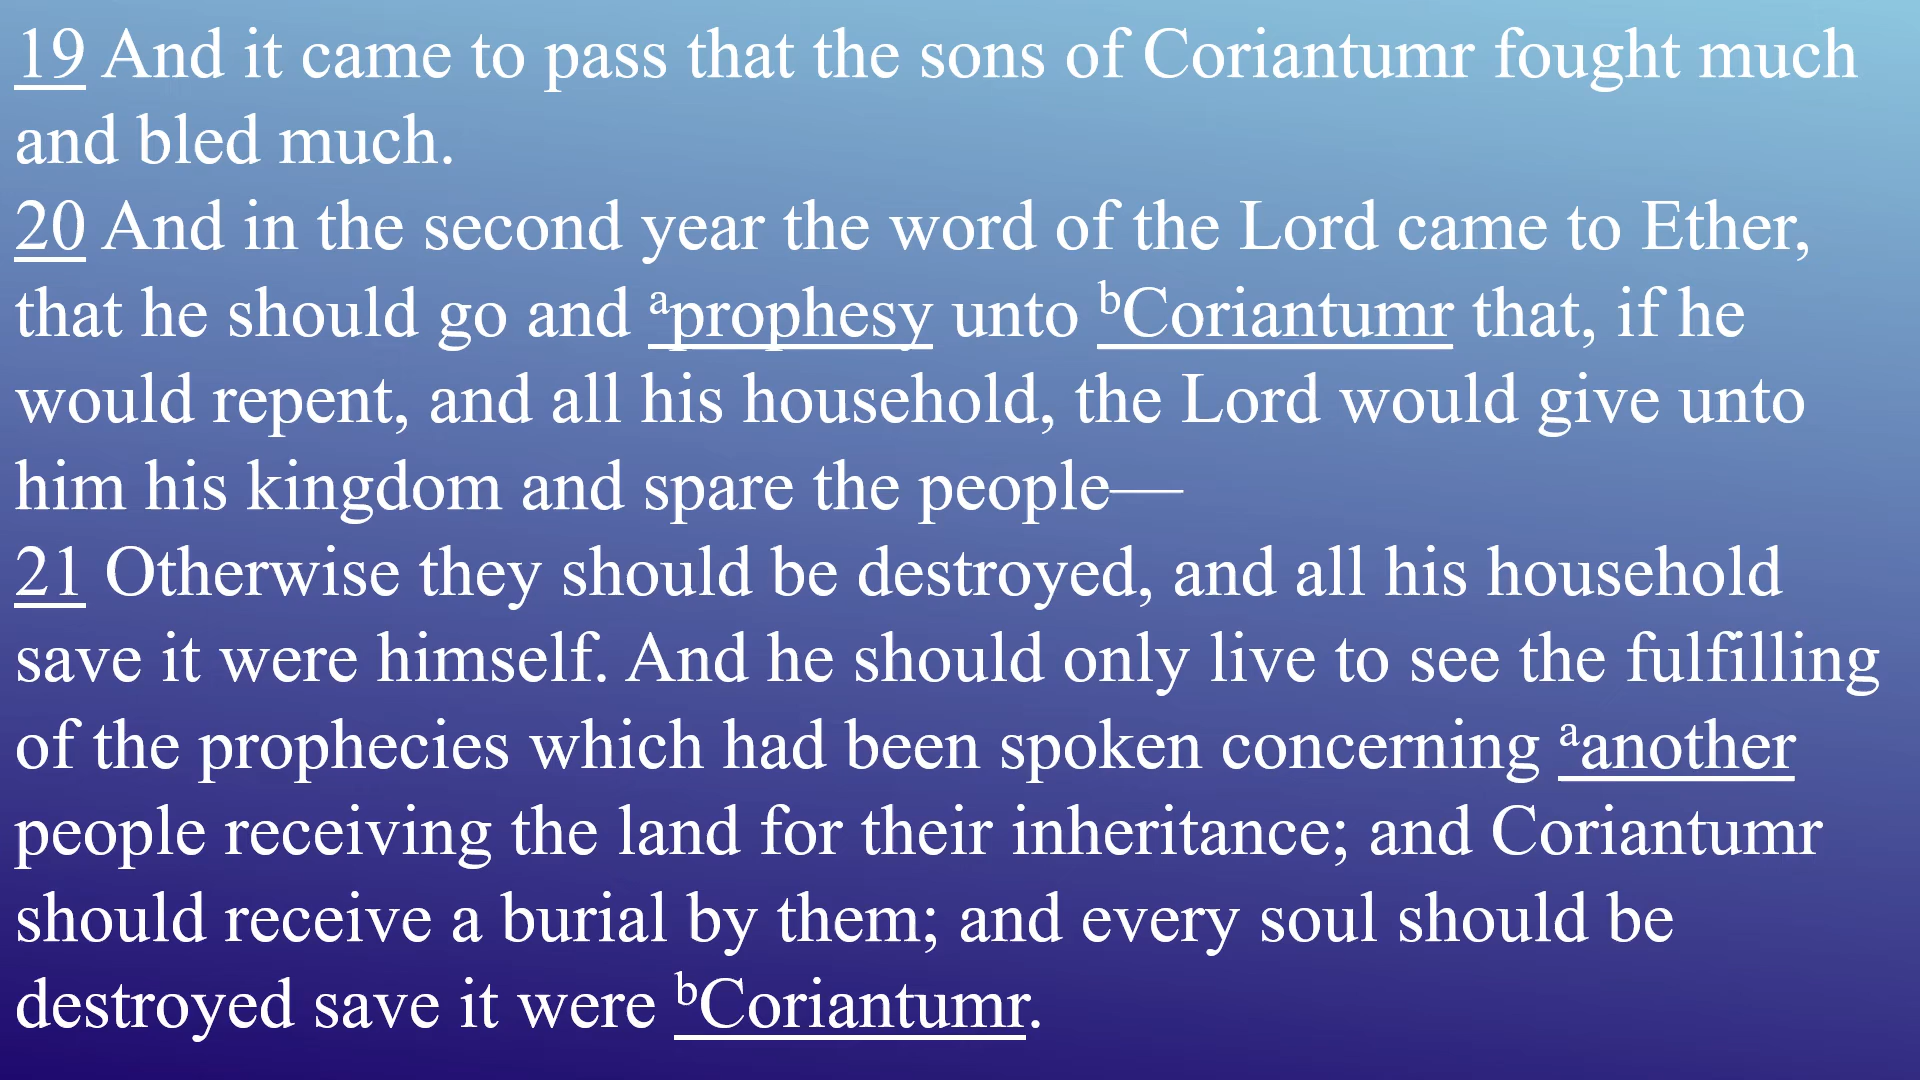 19 And it came to pass that the sons of Coriantumr fought much
and bled much.
20 And in the second year the word of the Lord came to Ether,
that he should go and aprophesy unto bCoriantumr that, if he
would repent, and all his household, the Lord would give unto
him his kingdom and spare the people—
21 Otherwise they should be destroyed, and all his household
save it were himself. And he should only live to see the fulfilling
of the prophecies which had been spoken concerning aanother
people receiving the land for their inheritance; and Coriantumr
should receive a burial by them; and every soul should be
destroyed save it were bCoriantumr.